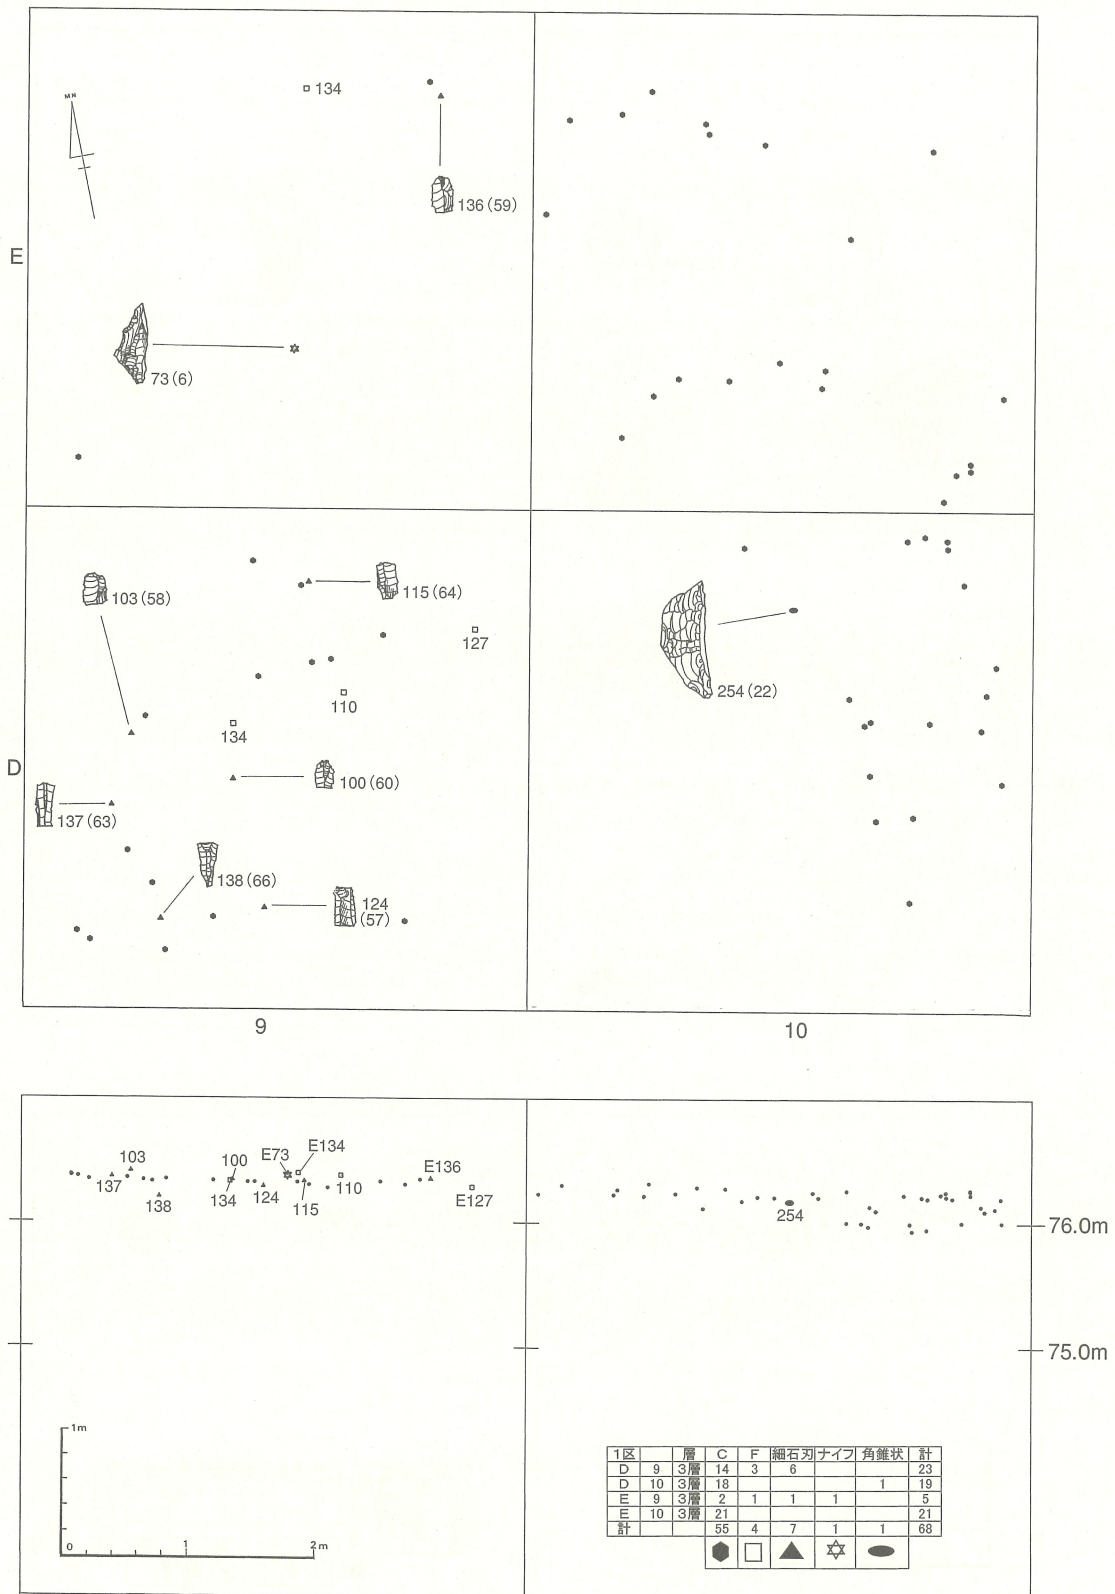 MN
134
136(59)
E
73(6)
103(58)
115(64)
127
110
134
254(22)
D
100(60)
137(63)
138(66)
124
(57)
9
10
103
100
E73
E134
E136
137
134
124
110
E127
138
115
254
76.0m
75.0m
1m
0
1
2m
1区 層 C F 細石刃 ナイフ 角錐状 計
D 9 3層 14 3 6 23
D 10 3層 18 1 19
E 9 3層 2 1 1 1 5
E 10 3層 21 21
計 55 4 7 1 1 68